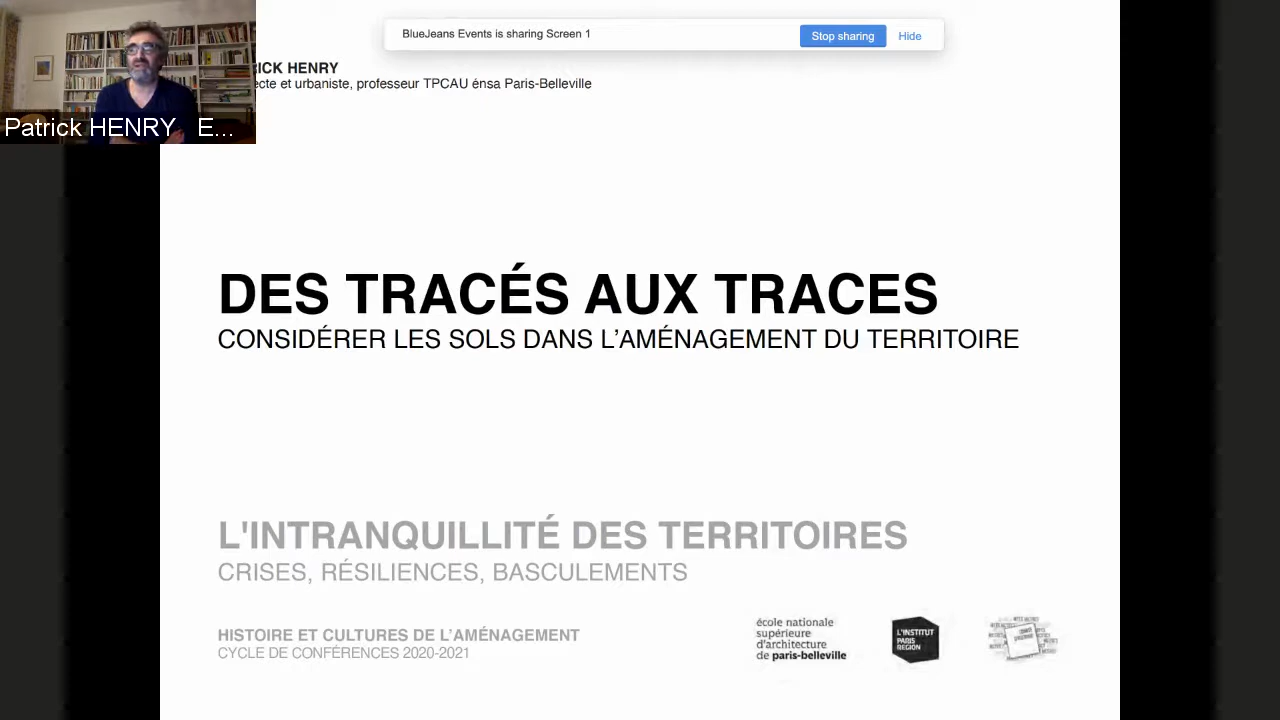 BlueJeans Events is sharing Screen 1
Stop sharing
Hide
RICK HENRY
ecte et urbaniste, professeur TPCAU énsa Paris-Belleville
Patrick HENRY E...
DES TRACÉS AUX TRACES
CONSIDÉRER LES SOLS DANS L'AMÉNAGEMENT DU TERRITOIRE
L'INTRANQUILLITÉ DES TERRITOIRES
CRISES, RÉSILIENCES, BASCULEMENTS
HISTOIRE ET CULTURES DE L'AMÉNAGEMENT
CYCLE DE CONFÉRENCES 2020-2021
école nationale
supérieure
d'architecture
de paris-belleville
L'INSTITUT
PARIS
REGION